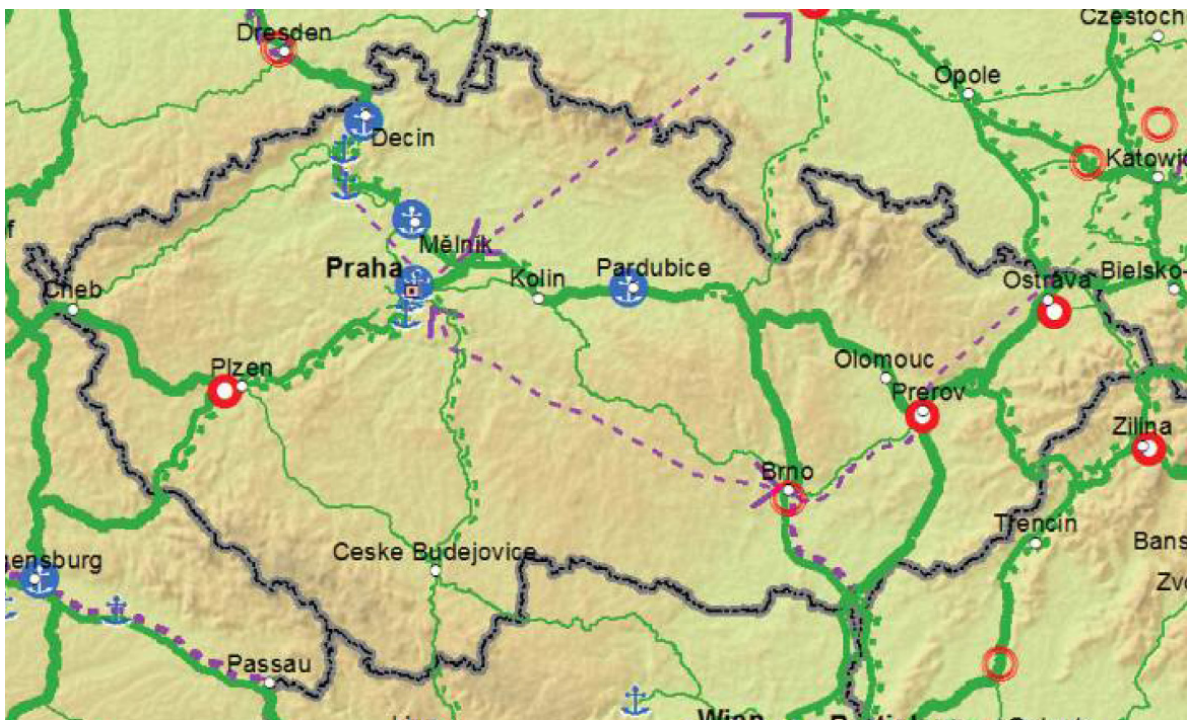 Czestoch
Dresden
Opole
Decin
Katowic
f
Mělník
Praha
Kolin
Pardubice
Ostrava
Bielsko-
Cheb
Olomouc
Plzen
Prerov
Zilina
Brno
Trencin
Ceske Budejovice
Bans
ensburg
Zvo
Passau
Wien